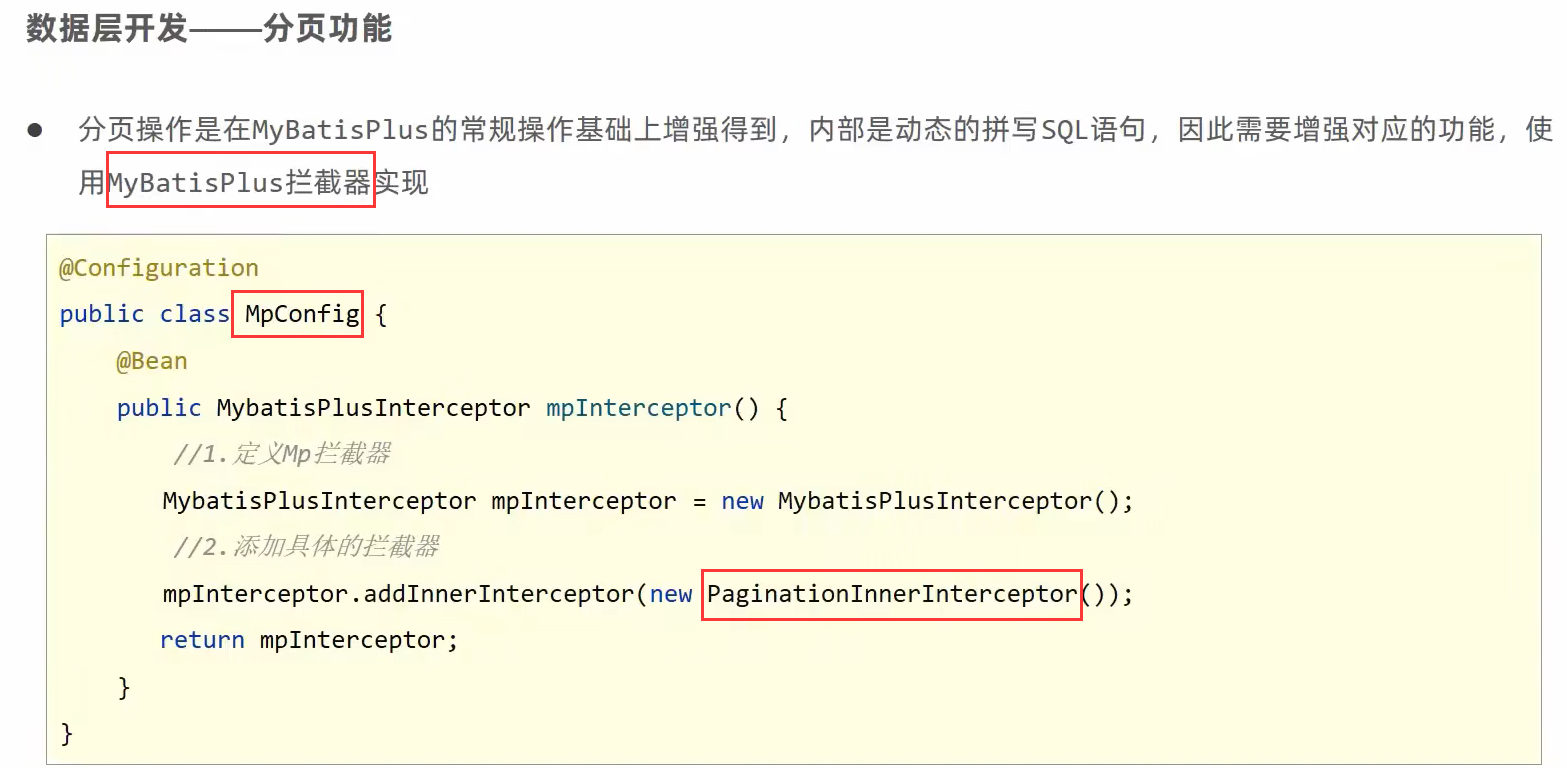 数据层开发——分页功能
● 分页操作是在MyBatisPlus的常规操作基础上增强得到，内部是动态的拼写SQL语句，因此需要增强对应的功能，使
用MyBatisPlus拦截器实现
@Configuration
public class MpConfig {
@Bean
public MybatisPlusInterceptor mpInterceptor() {
//1.定义Mp拦截器
MybatisPlusInterceptor mpInterceptor = new MybatisPlusInterceptor();
//2.添加具体的拦截器
mpInterceptor.addInnerInterceptor(new PaginationInnerInterceptor());
return mpInterceptor;
}
}